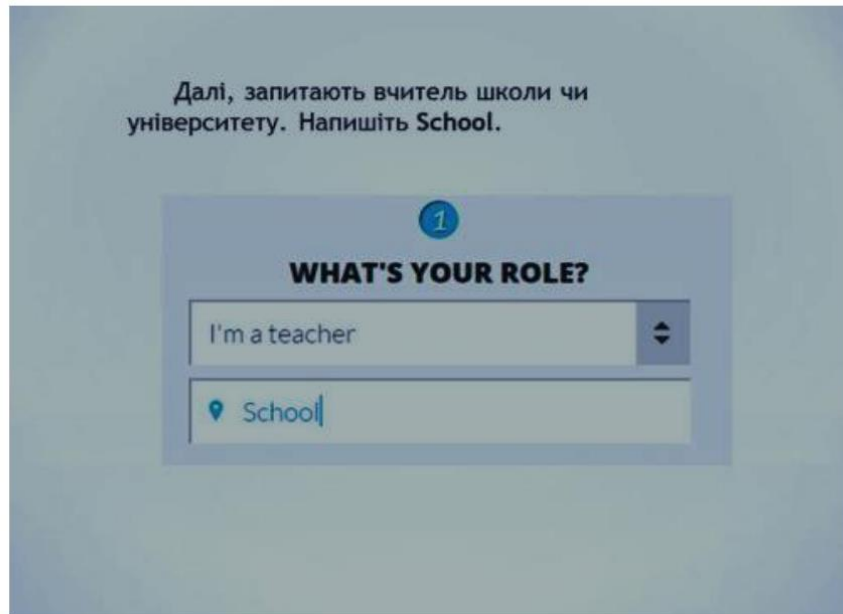 Далі, запитають вчитель школи чи
університету. Напишіть School.
1
WHAT'S YOUR ROLE?
I'm a teacher
School